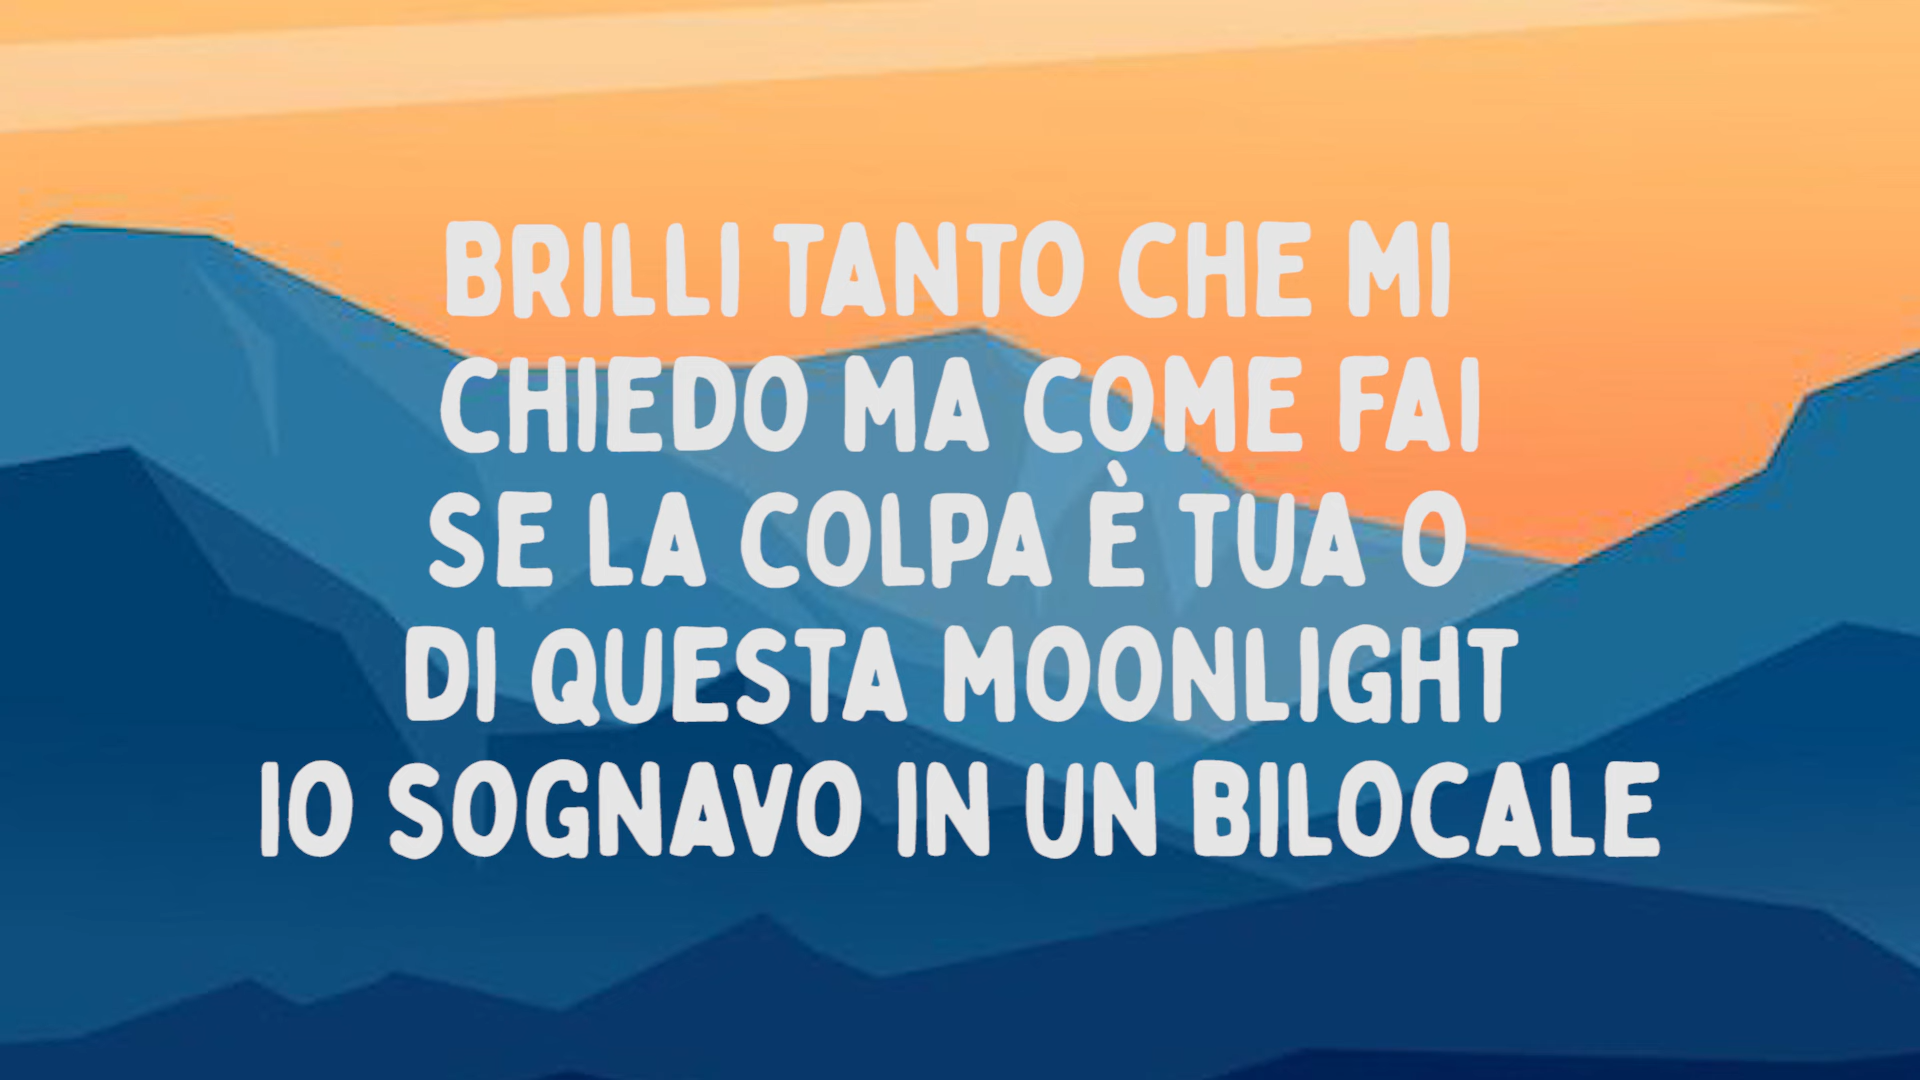 BRILLI TANTO CHE MI
CHIEDO MA COME FAI
SE LA COLPA È TUA O
DI QUESTA MOONLIGHT
IO SOGNAVO IN UN BILOCALE